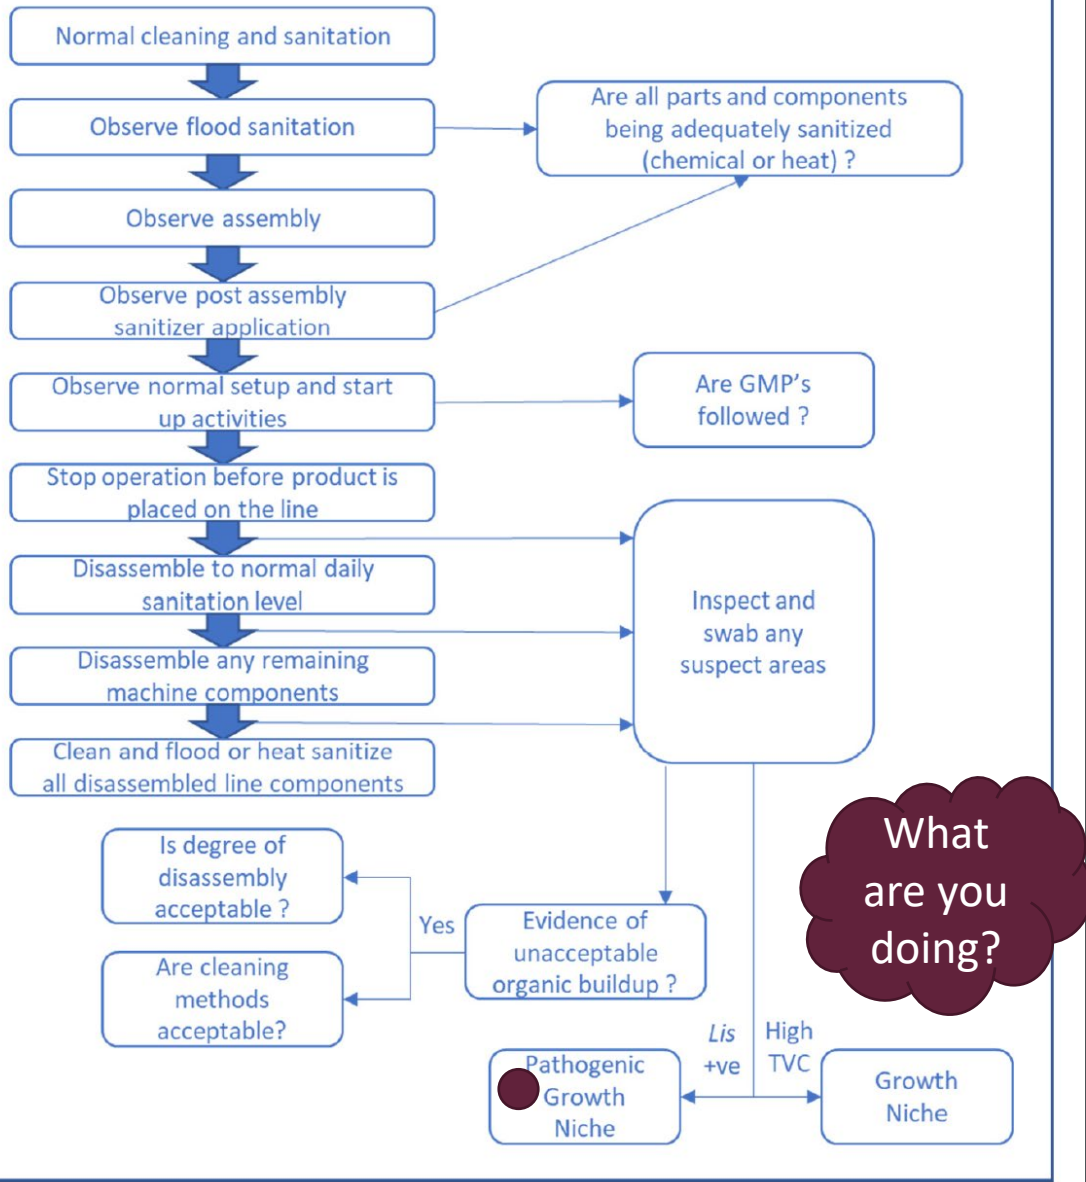 Normal cleaning and sanitation
Observe flood sanitation
Are all parts and components
being adequately sanitized
(chemical or heat) ?
Observe assembly
Observe post assembly
sanitizer application
Observe normal setup and start
up activities
Are GMP's
followed ?
Stop operation before product is
placed on the line
Disassemble to normal daily
sanitation level
Inspect and
swab any
suspect areas
Disassemble any remaining
machine components
Clean and flood or heat sanitize
all disassembled line components
Is degree of
disassembly
acceptable ?
Are cleaning
methods
acceptable?
Yes
Evidence of
unacceptable
organic buildup ?
What
are you
doing?
Lis
+ve
High
TVC
Pathogenic
Growth
Niche
Growth
Niche